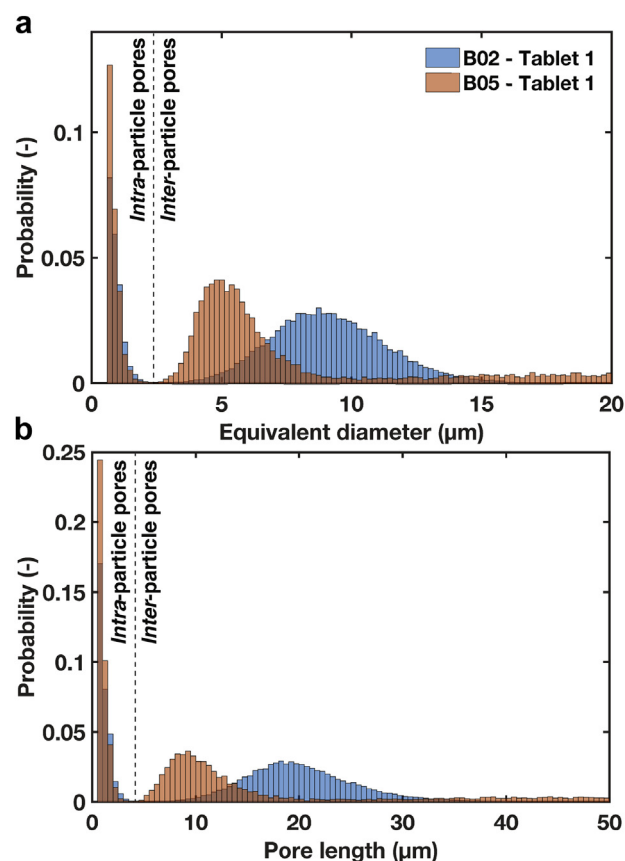 a
B02 - Tablet 1
B05 - Tablet 1
Intra-particle pores
Inter-particle pores
Probability (-)
0.1
0.05
0
0 5 10 15 20
Equivalent diameter (µm)
b
Intra-particle pores
Inter-particle pores
Probability (-)
0.25
0.2
0.15
0.1
0.05
0
0 10 20 30 40 50
Pore length (µm)